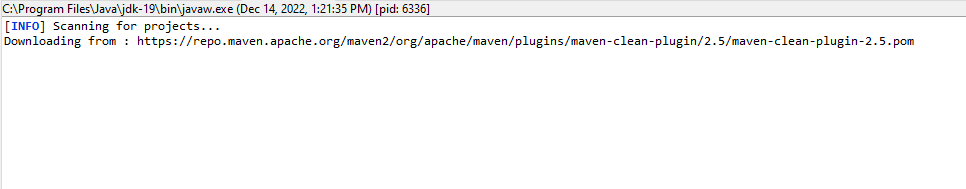 C:\Program Files\Java\jdk-19\bin\javaw.exe (Dec 14, 2022, 1:21:35 PM) [pid: 6336]
[INFO] Scanning for projects...
Downloading from : https://repo.maven.apache.org/maven2/org/apache/maven/plugins/maven-clean-plugin/2.5/maven-clean-plugin-2.5.pom